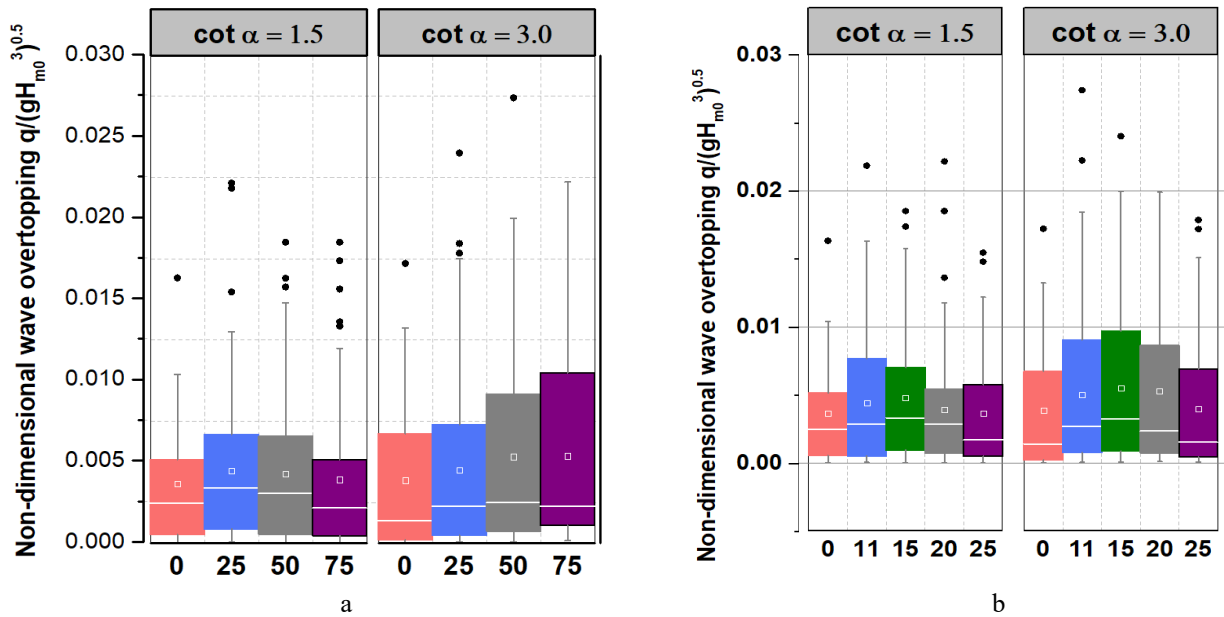 cot α = 1.5
cot α = 3.0
Non-dimensional wave overtopping q/(gHm0³)^0.5
0.030
0.025
0.020
0.015
0.010
0.005
0.000
0 25 50 75
0 25 50 75
a
cot α = 1.5
cot α = 3.0
Non-dimensional wave overtopping q/(gHm0³)^0.5
0.03
0.02
0.01
0.00
0 11 15 20 25
0 11 15 20 25
b